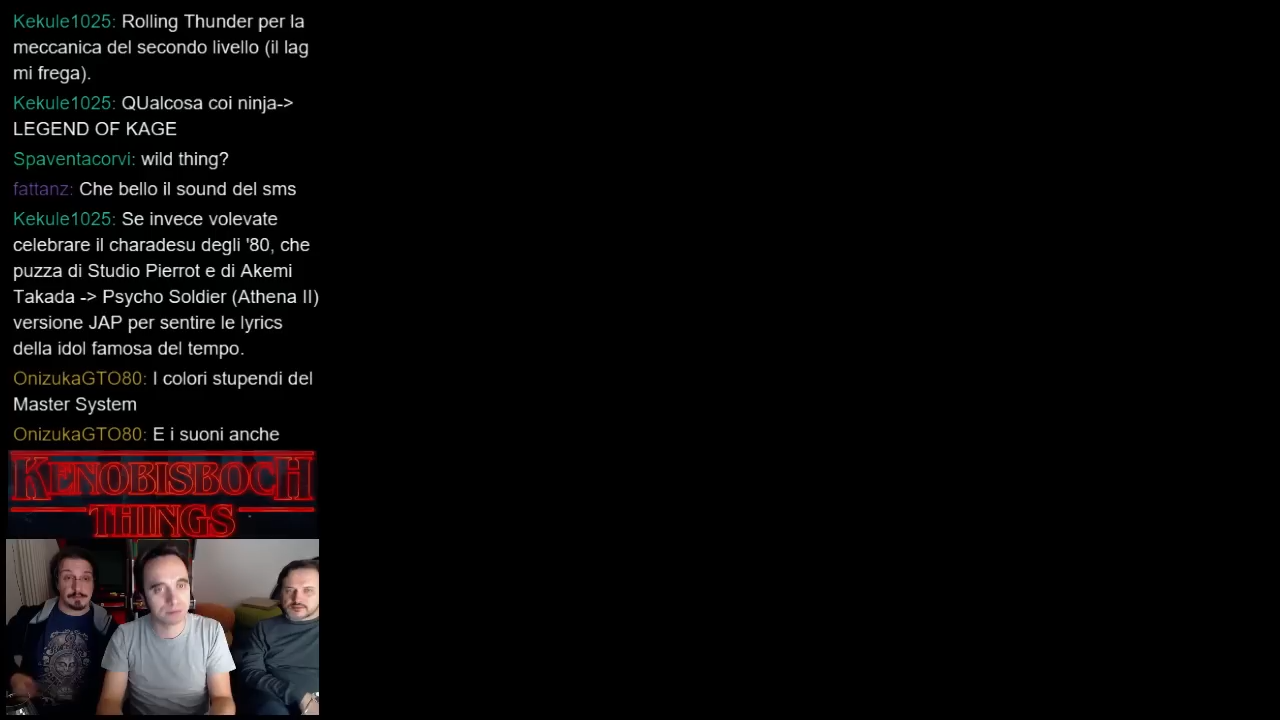 Kekule1025: Rolling Thunder per la
meccanica del secondo livello (il lag
mi frega).
Kekule1025: QUalcosa coi ninja->
LEGEND OF KAGE
Spaventacorvi: wild thing?
fattanz: Che bello il sound del sms
Kekule1025: Se invece volevate
celebrare il charadesu degli '80, che
puzza di Studio Pierrot e di Akemi
Takada -> Psycho Soldier (Athena II)
versione JAP per sentire le lyrics
della idol famosa del tempo.
OnizukaGTO80: I colori stupendi del
Master System
OnizukaGTO80: E i suoni anche
KENOBISBOCH
THINGS